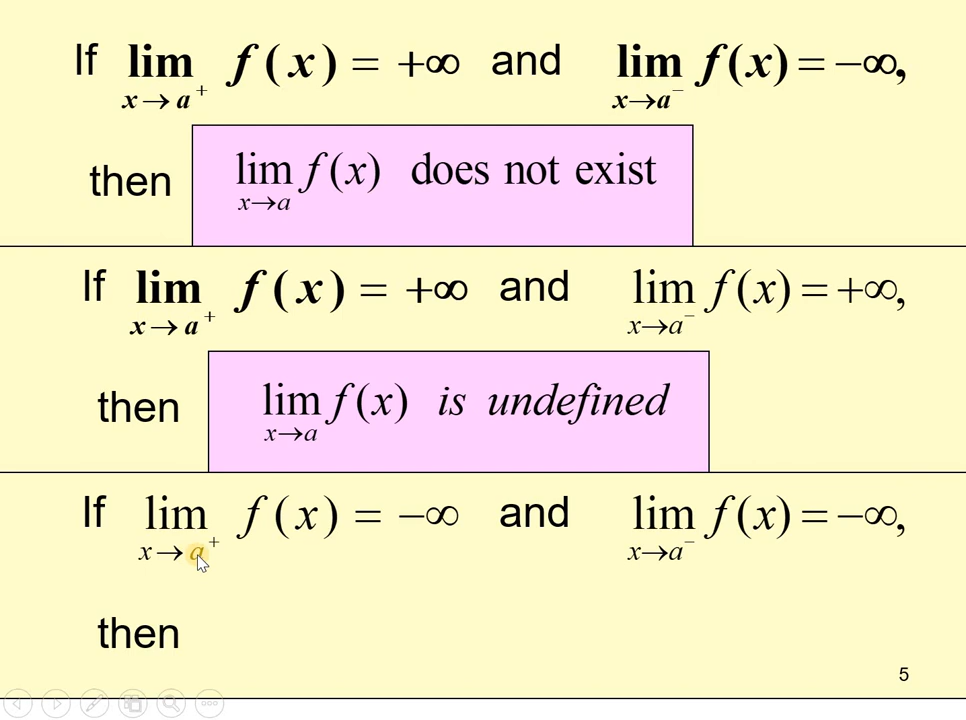 If lim x→a⁺ f(x) = +∞ and lim x→a⁻ f(x) = −∞,
then lim x→a f(x) does not exist
If lim x→a⁺ f(x) = +∞ and lim x→a⁻ f(x) = +∞,
then lim x→a f(x) is undefined
If lim x→a⁺ f(x) = −∞ and lim x→a⁻ f(x) = −∞,
then
5